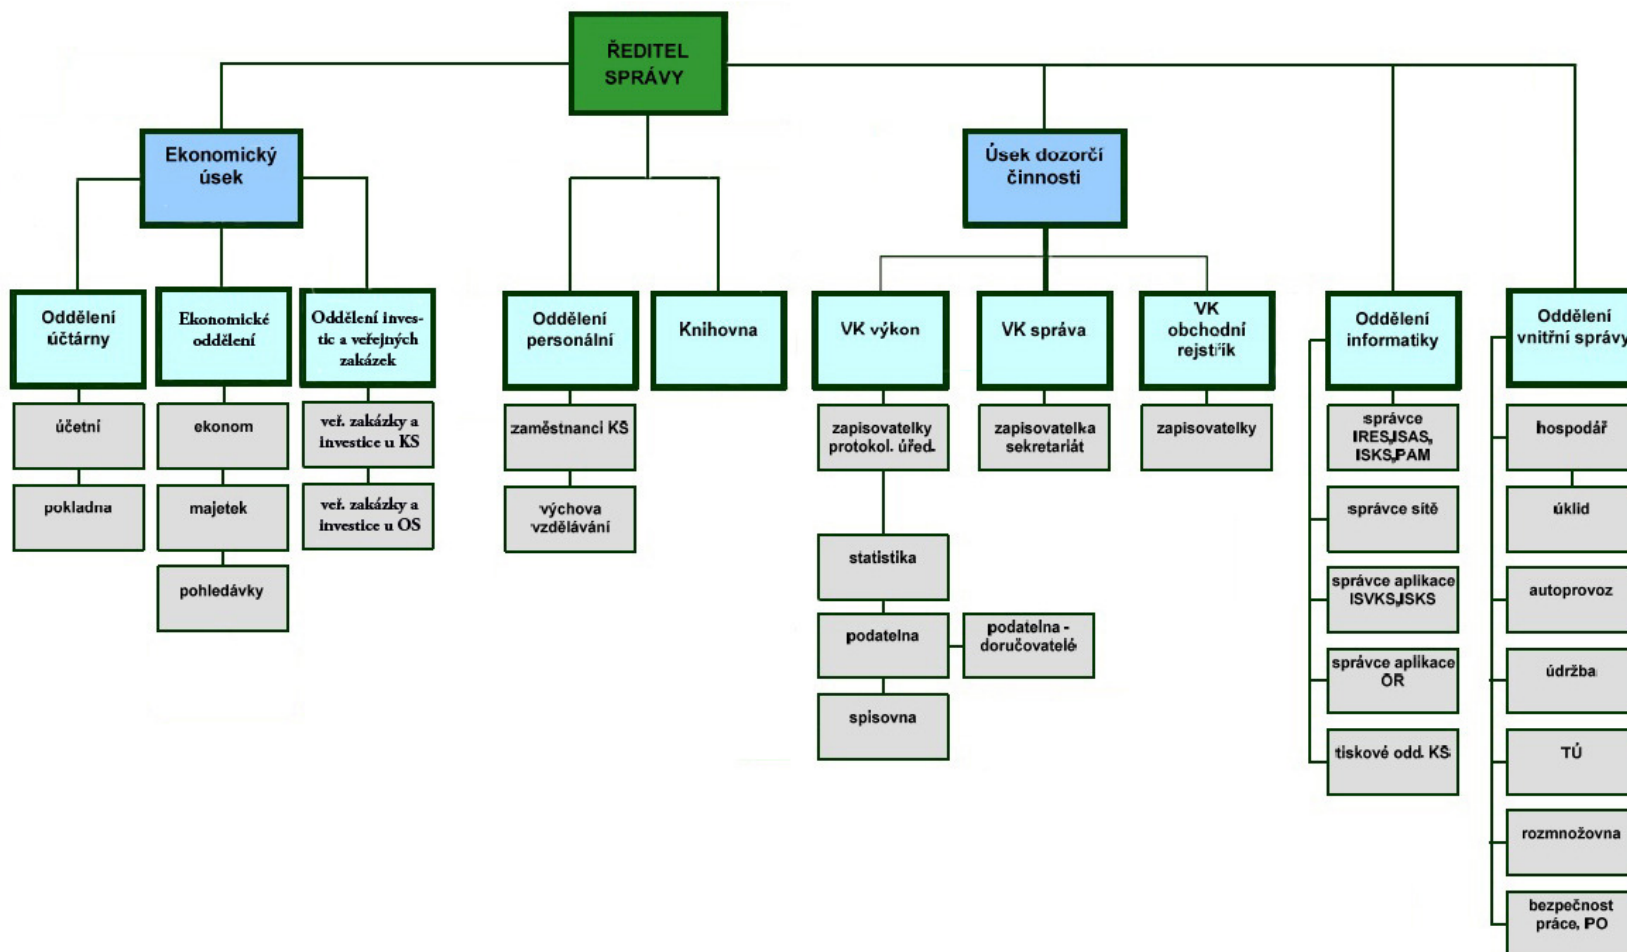 ŘEDITEL
SPRÁVY
Ekonomický
úsek
Úsek dozorčí
činnosti
Oddělení
účtárny
Ekonomické
oddělení
Oddělení inves-
tic a veřejných
zakázek
Oddělení
personální
Knihovna
VK výkon
VK správa
VK
obchodní
rejstřík
Oddělení
informatiky
Oddělení
vnitřní správy
účetní
pokladna
ekonom
majetek
pohledávky
veř. zakázky a
investice u KS
veř. zakázky a
investice u OS
zaměstnanci KS
výchova
vzdělávání
zapisovatelky
protokol. úřed.
statistika
podatelna
podatelna -
doručovatelé
spisovna
zapisovatelka
sekretariát
zapisovatelky
správce
IRES,ISAS,
ISKS,PAM
správce sítě
správce aplikace
ISVKS,ISKS
správce aplikace
OR
tiskové odd. KS
hospodář
úklid
autoprovoz
údržba
TÚ
rozmnožovna
bezpečnost
práce, PO